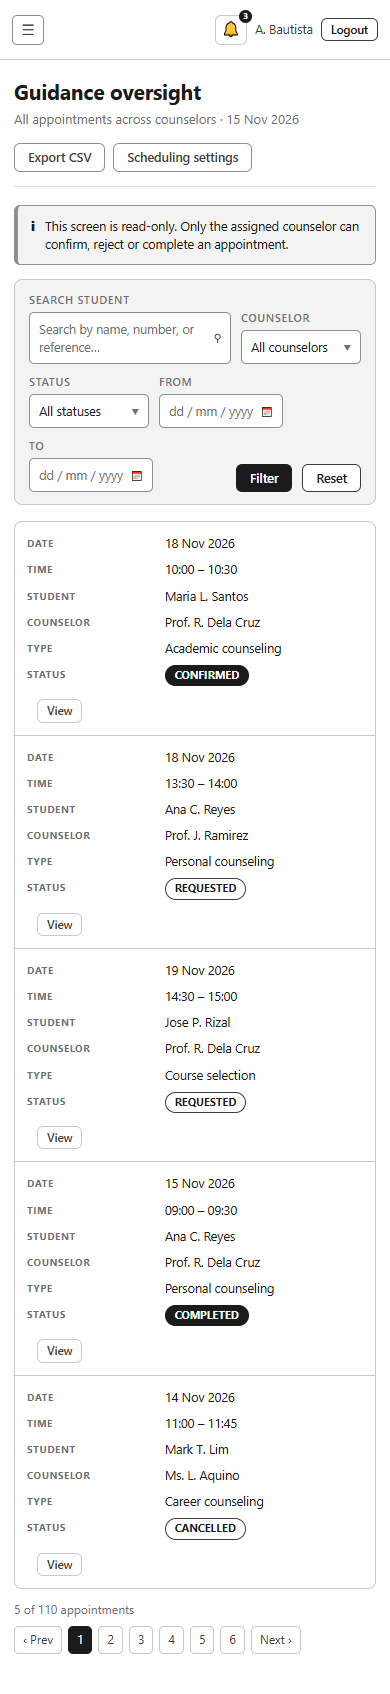 ☰ 🔔 3 A. Bautista Logout
Guidance oversight
All appointments across counselors · 15 Nov 2026
Export CSV Scheduling settings
i This screen is read-only. Only the assigned counselor can
confirm, reject or complete an appointment.
SEARCH STUDENT
Search by name, number, or
reference...
COUNSELOR
All counselors ▾
STATUS
All statuses ▾
FROM
dd / mm / yyyy
TO
dd / mm / yyyy
Filter Reset
DATE 18 Nov 2026
TIME 10:00 – 10:30
STUDENT Maria L. Santos
COUNSELOR Prof. R. Dela Cruz
TYPE Academic counseling
STATUS CONFIRMED
View
DATE 18 Nov 2026
TIME 13:30 – 14:00
STUDENT Ana C. Reyes
COUNSELOR Prof. J. Ramirez
TYPE Personal counseling
STATUS REQUESTED
View
DATE 19 Nov 2026
TIME 14:30 – 15:00
STUDENT Jose P. Rizal
COUNSELOR Prof. R. Dela Cruz
TYPE Course selection
STATUS REQUESTED
View
DATE 15 Nov 2026
TIME 09:00 – 09:30
STUDENT Ana C. Reyes
COUNSELOR Prof. R. Dela Cruz
TYPE Personal counseling
STATUS COMPLETED
View
DATE 14 Nov 2026
TIME 11:00 – 11:45
STUDENT Mark T. Lim
COUNSELOR Ms. L. Aquino
TYPE Career counseling
STATUS CANCELLED
View
5 of 110 appointments
‹ Prev 1 2 3 4 5 6 Next ›